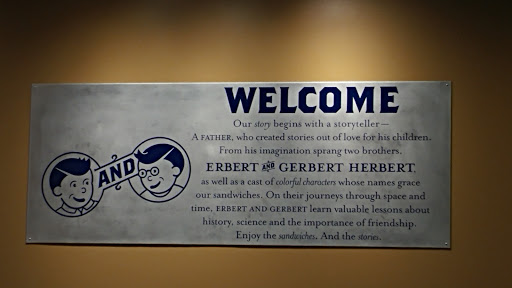 AND
WELCOME
Our story begins with a storyteller—
A FATHER, who created stories out of love for his children.
From his imagination sprang two brothers.
ERBERT AND GERBERT HERBERT,
as well as a cast of colorful characters whose names grace
our sandwiches. On their journeys through space and
time, ERBERT AND GERBERT learn valuable lessons about
history, science and the importance of friendship.
Enjoy the sandwiches. And the stories.